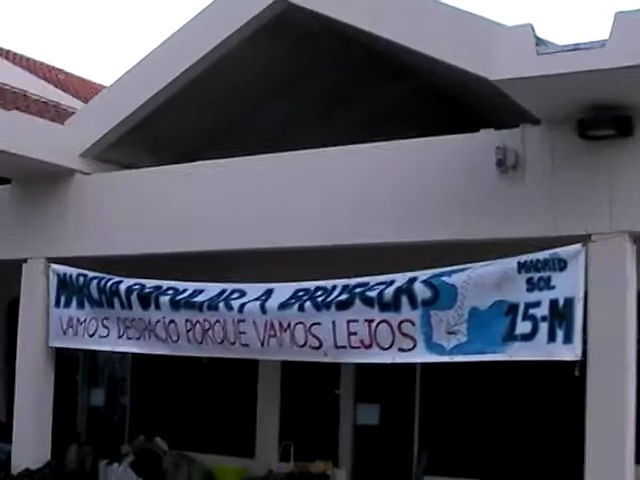 MARCHA POPULAR A BRUSELAS
VAMOS DESPACIO PORQUE VAMOS LEJOS
MADRID
SOL
15-M